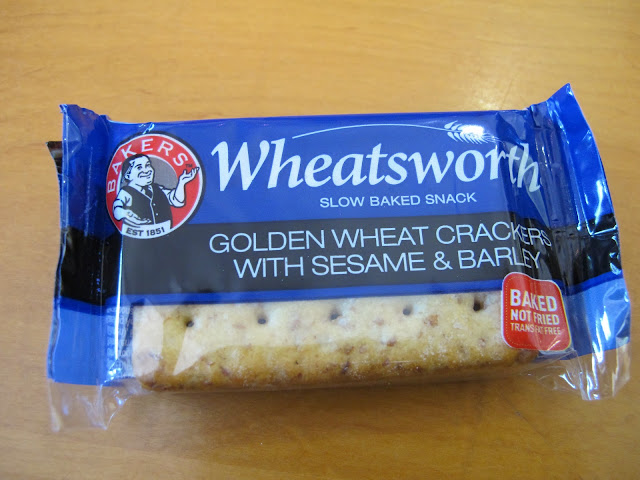 BAKERS
EST 1851
Wheatsworth
SLOW BAKED SNACK
GOLDEN WHEAT CRACKERS
WITH SESAME & BARLEY
BAKED
NOT FRIED
TRANS FAT FREE